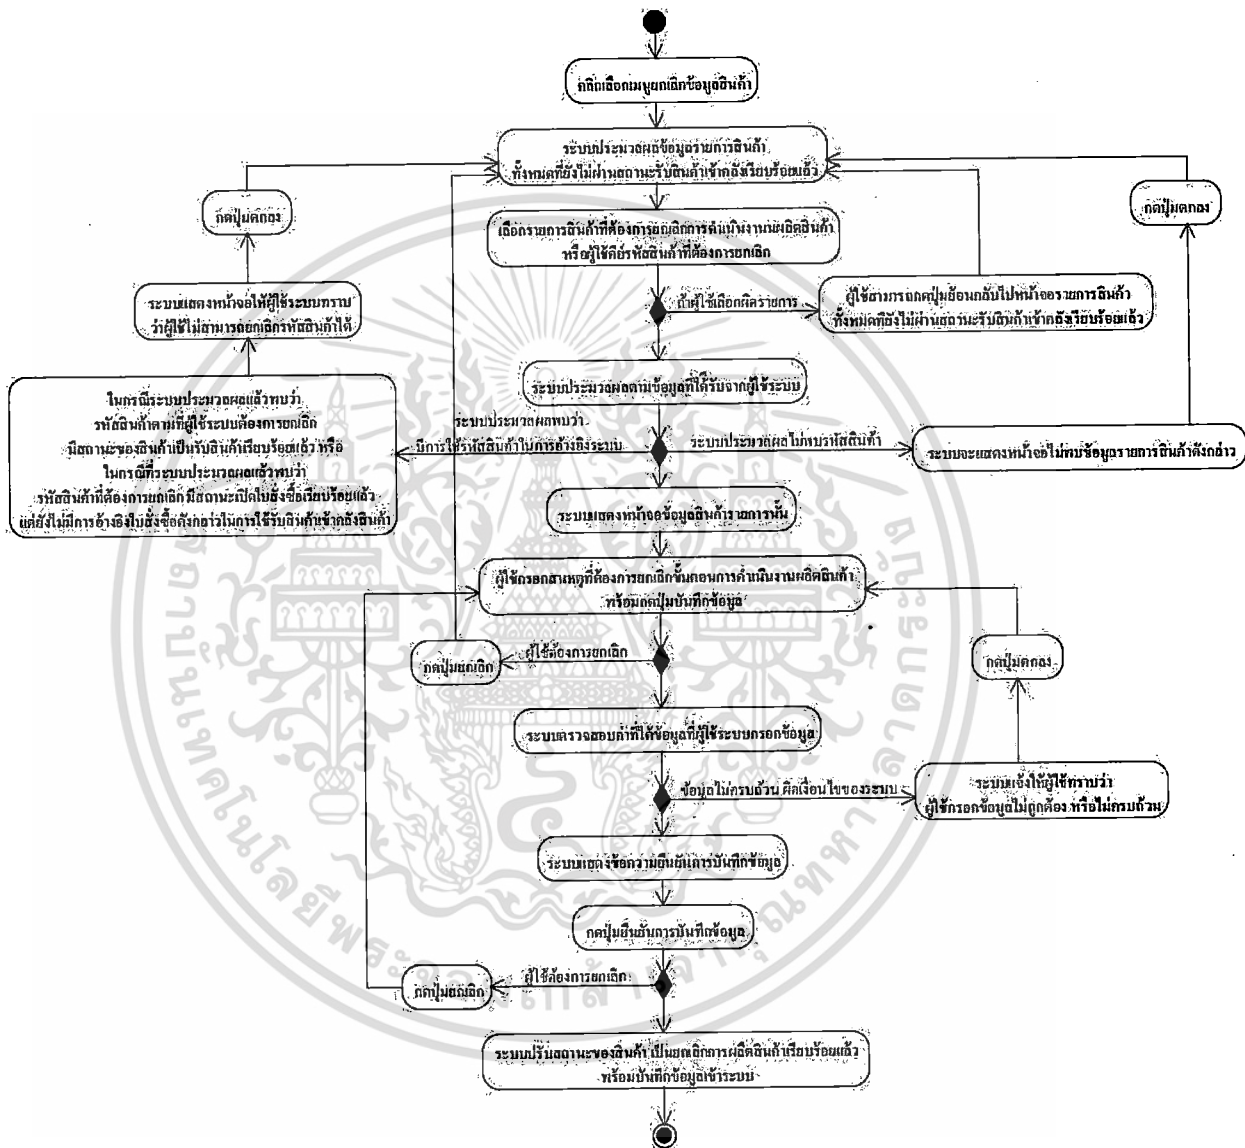 คลิกเลือกเมนูยกเลิกข้อมูลสินค้า
ระบบประมวลผลข้อมูลรายการสินค้า
ทั้งหมดที่ยังไม่ผ่านสถานะรับสินค้าเข้าคลังเรียบร้อยแล้ว
กดปุ่มตกลง
กดปุ่มตกลง
เลือกรายการสินค้าที่ต้องการยกเลิกการดำเนินงานผลิตสินค้า
หรือผู้ใช้คีย์รหัสสินค้าที่ต้องการยกเลิก
ระบบแสดงหน้าจอให้ผู้ใช้ระบบทราบ
ว่าผู้ใช้ไม่สามารถยกเลิกรหัสสินค้าได้
ถ้าผู้ใช้เลือกผิดรายการ
ผู้ใช้สามารถกดปุ่มย้อนกลับไปหน้าจอรายการสินค้า
ทั้งหมดที่ยังไม่ผ่านสถานะรับสินค้าเข้าคลังเรียบร้อยแล้ว
ระบบประมวลผลตามข้อมูลที่ได้รับจากผู้ใช้ระบบ
ในกรณีระบบประมวลผลแล้วพบว่า
รหัสสินค้าตามที่ผู้ใช้ระบบต้องการยกเลิก
มีสถานะของสินค้าเป็นรับสินค้าเรียบร้อยแล้ว หรือ
ในกรณีที่ระบบประมวลผลแล้วพบว่า
รหัสสินค้าที่ต้องการยกเลิก มีสถานะเปิดใบสั่งซื้อเรียบร้อยแล้ว
แต่ยังไม่มีการอ้างอิงใบสั่งซื้อดังกล่าวในการใช้รับสินค้าเข้าคลังสินค้า
ระบบประมวลผลพบว่า
มีการใช้รหัสสินค้าในการอ้างอิงระบบ
ระบบประมวลผลไม่พบรหัสสินค้า
ระบบจะแสดงหน้าจอไม่พบข้อมูลรายการสินค้าดังกล่าว
ระบบแสดงหน้าจอข้อมูลสินค้ารายการนั้น
ผู้ใช้กรอกสาเหตุที่ต้องการยกเลิกขั้นตอนการดำเนินงานผลิตสินค้า
พร้อมกดปุ่มบันทึกข้อมูล
กดปุ่มยกเลิก
ผู้ใช้ต้องการยกเลิก
กดปุ่มตกลง
ระบบตรวจสอบค่าที่ได้ข้อมูลที่ผู้ใช้ระบบกรอกข้อมูล
ข้อมูลไม่ครบถ้วน ผิดเงื่อนไขของระบบ
ระบบแจ้งให้ผู้ใช้ทราบว่า
ผู้ใช้กรอกข้อมูลไม่ถูกต้อง หรือไม่ครบถ้วน
ระบบแสดงข้อความยืนยันการบันทึกข้อมูล
กดปุ่มยืนยันการบันทึกข้อมูล
กดปุ่มยกเลิก
ผู้ใช้ต้องการยกเลิก
ระบบปรับสถานะของสินค้า เป็นยกเลิกการผลิตสินค้าเรียบร้อยแล้ว
พร้อมบันทึกข้อมูลเข้าระบบ
สถาบันเทคโนโลยีพระจอมเกล้าเจ้าคุณทหารลาดกระบัง